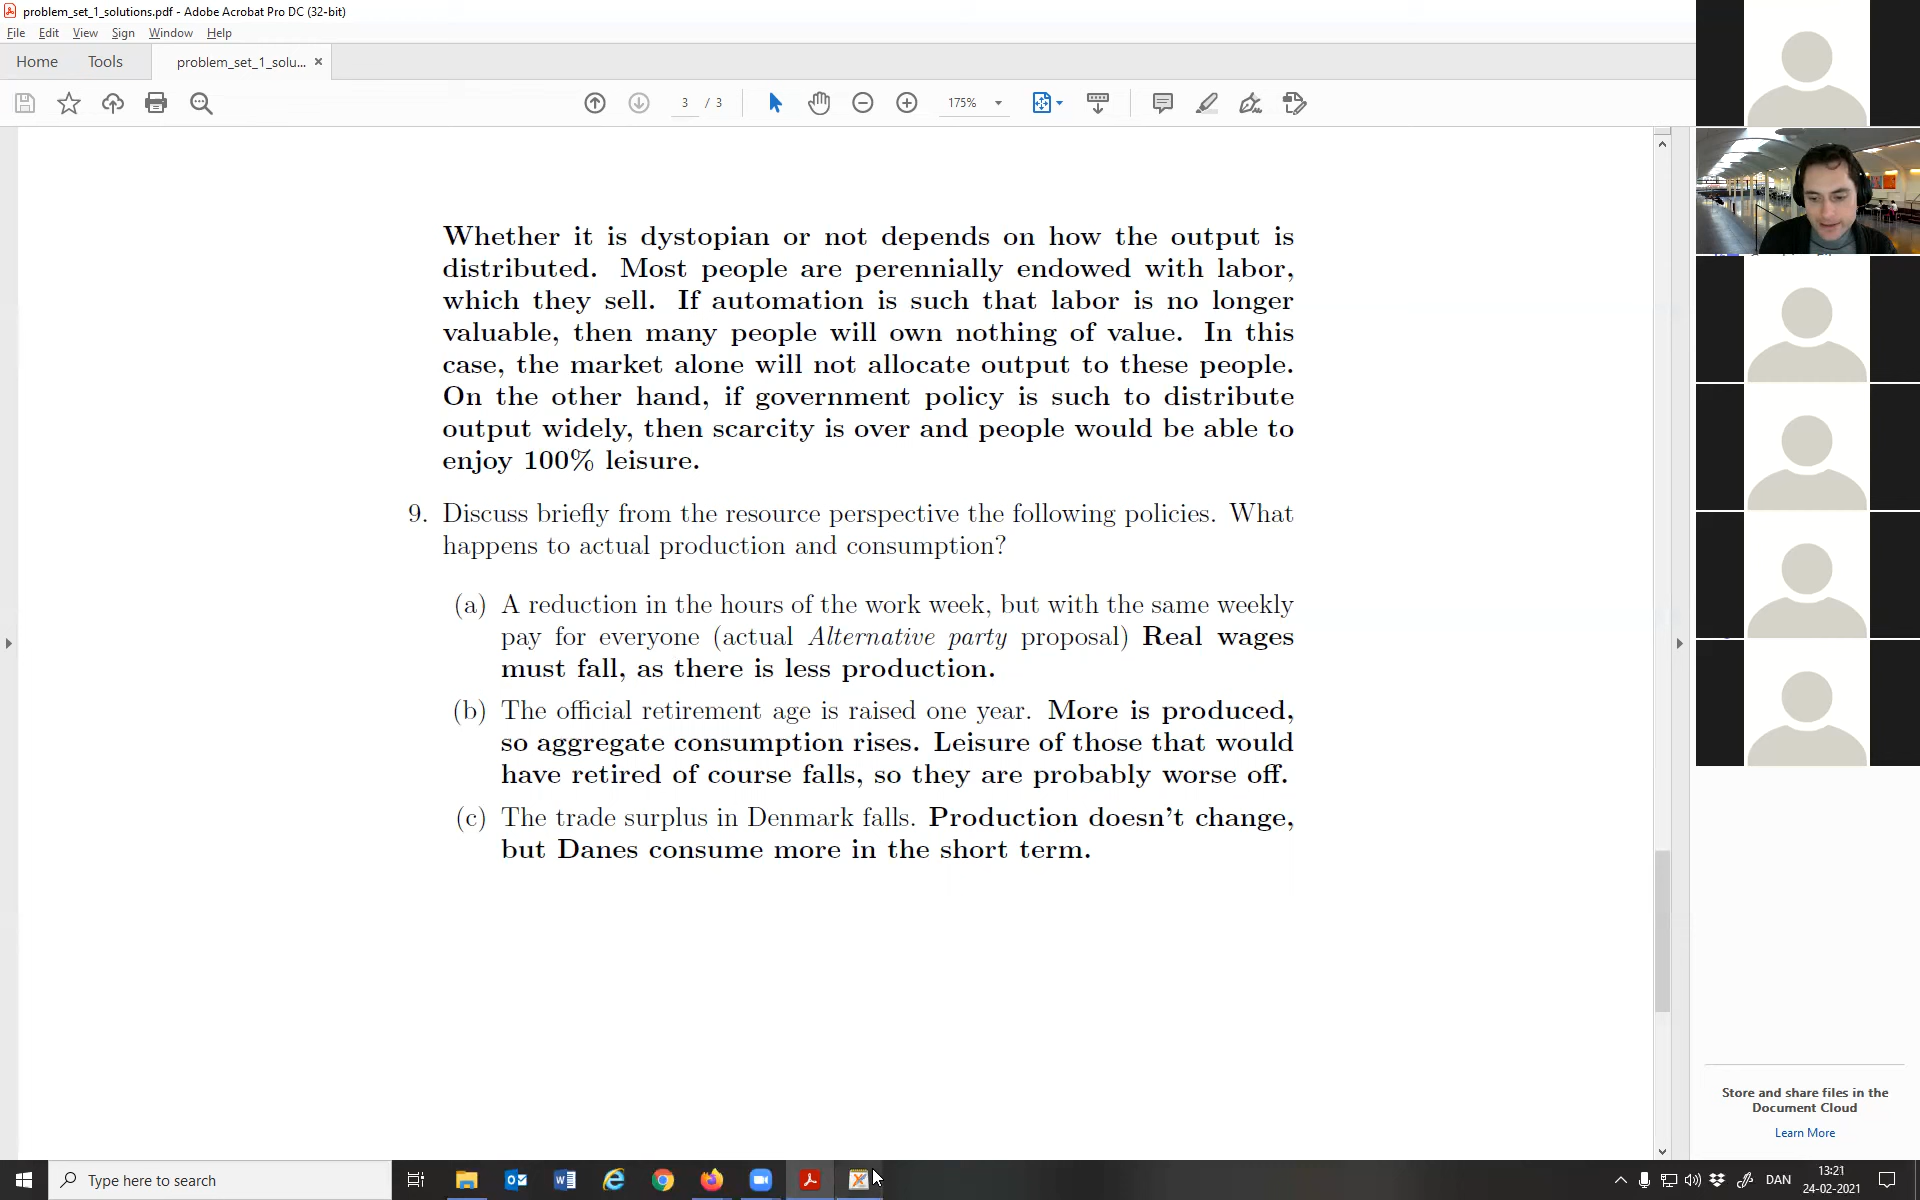 problem_set_1_solutions.pdf - Adobe Acrobat Pro DC (32-bit)
File Edit View Sign Window Help
Home Tools problem_set_1_solu... ×
3 / 3 175%
Whether it is dystopian or not depends on how the output is
distributed. Most people are perennially endowed with labor,
which they sell. If automation is such that labor is no longer
valuable, then many people will own nothing of value. In this
case, the market alone will not allocate output to these people.
On the other hand, if government policy is such to distribute
output widely, then scarcity is over and people would be able to
enjoy 100% leisure.
9. Discuss briefly from the resource perspective the following policies. What
happens to actual production and consumption?
(a) A reduction in the hours of the work week, but with the same weekly
pay for everyone (actual Alternative party proposal) Real wages
must fall, as there is less production.
(b) The official retirement age is raised one year. More is produced,
so aggregate consumption rises. Leisure of those that would
have retired of course falls, so they are probably worse off.
(c) The trade surplus in Denmark falls. Production doesn't change,
but Danes consume more in the short term.
Store and share files in the
Document Cloud
Learn More
Type here to search
DAN
13:21
24-02-2021